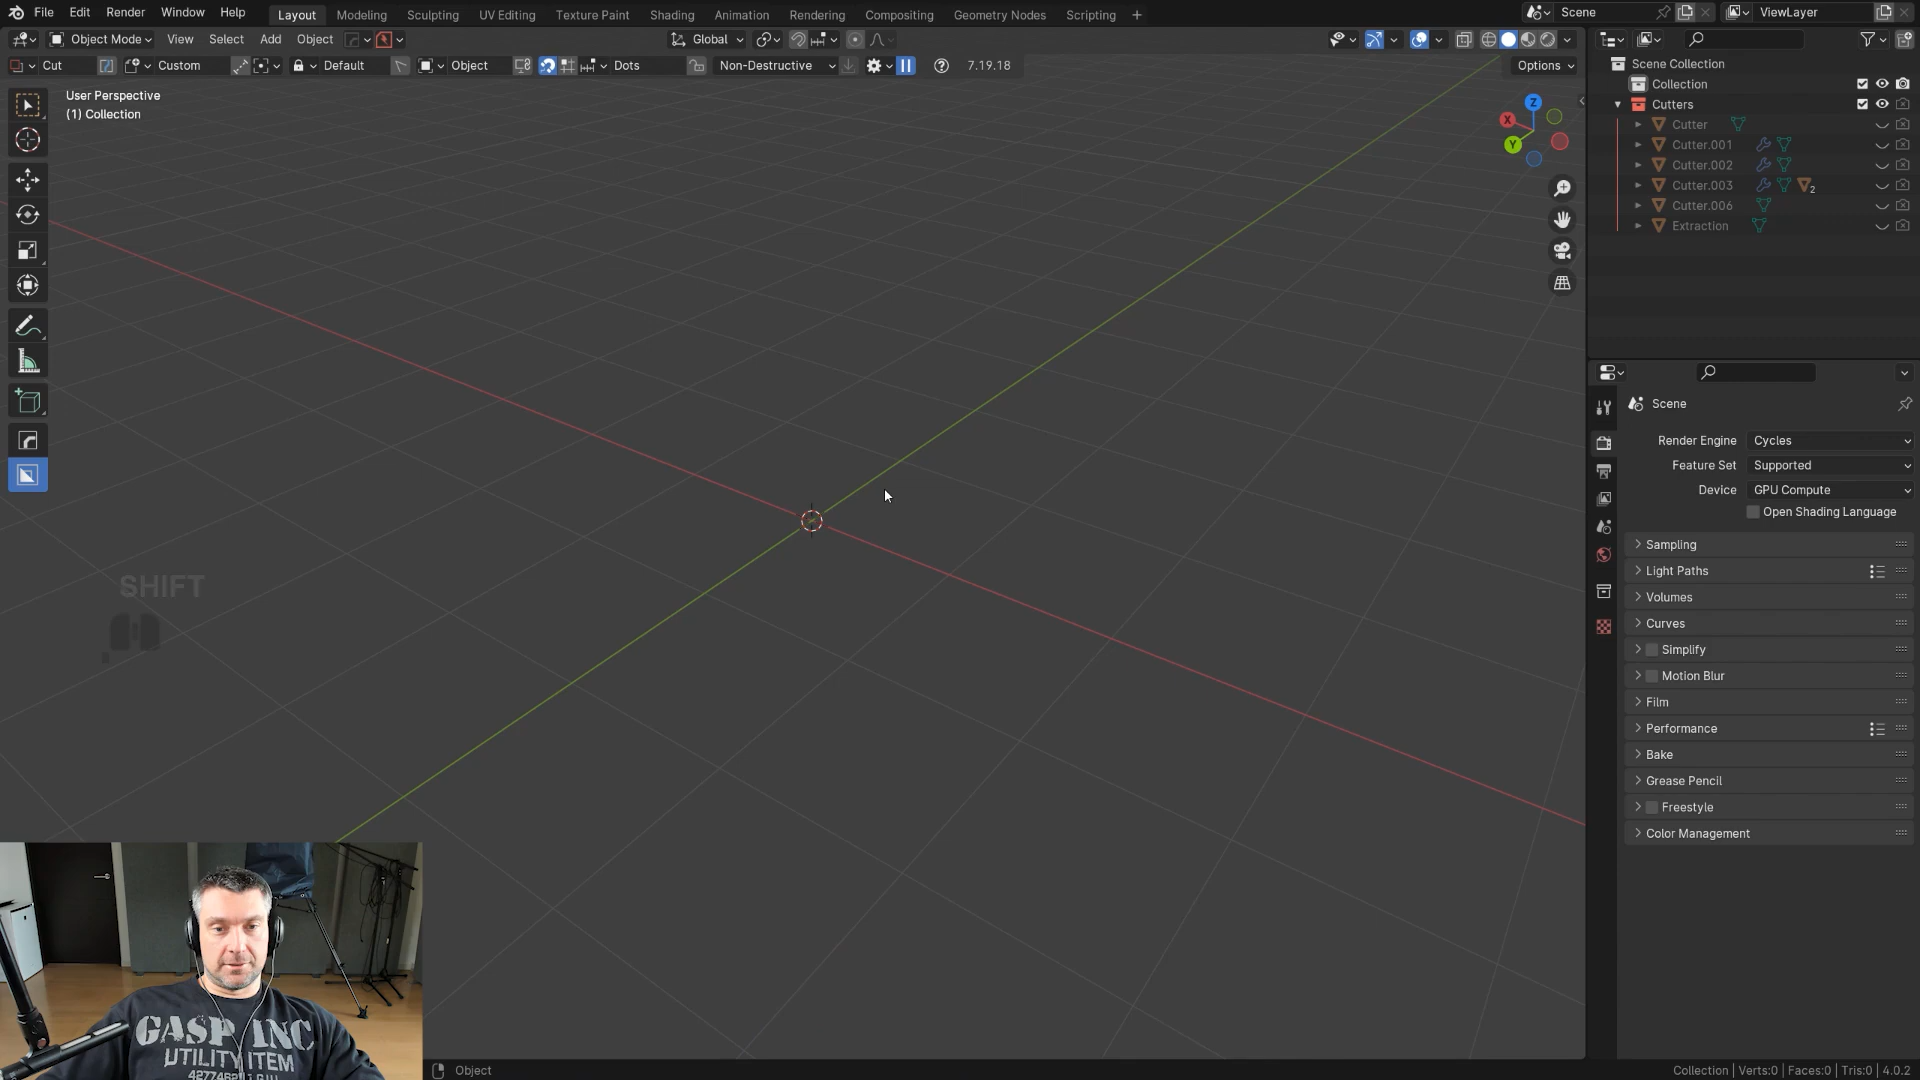 File Edit Render Window Help Layout Modeling Sculpting UV Editing Texture Paint Shading Animation Rendering Compositing Geometry Nodes Scripting + Scene ViewLayer
Object Mode View Select Add Object Global
Cut Custom Default Object Dots Non-Destructive 7.19.18 Options
User Perspective
(1) Collection
Z
X
Y
SHIFT
Scene Collection
Collection
Cutters
Cutter
Cutter.001
Cutter.002
Cutter.003 2
Cutter.006
Extraction
Scene
Render Engine Cycles
Feature Set Supported
Device GPU Compute
Open Shading Language
Sampling
Light Paths
Volumes
Curves
Simplify
Motion Blur
Film
Performance
Bake
Grease Pencil
Freestyle
Color Management
GASP INC
UTILITY ITEM
Object
Collection | Verts:0 | Faces:0 | Tris:0 | 4.0.2